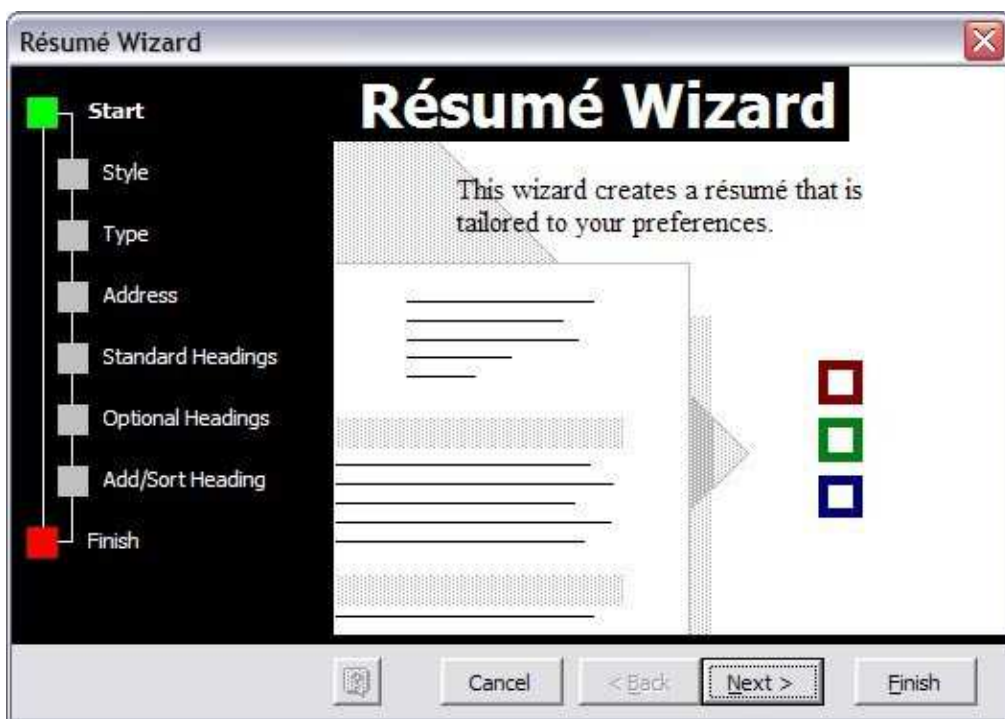 Résumé Wizard
Start
Style
Type
Address
Standard Headings
Optional Headings
Add/Sort Heading
Finish
Résumé Wizard
This wizard creates a résumé that is
tailored to your preferences.
Cancel
< Back
Next >
Finish